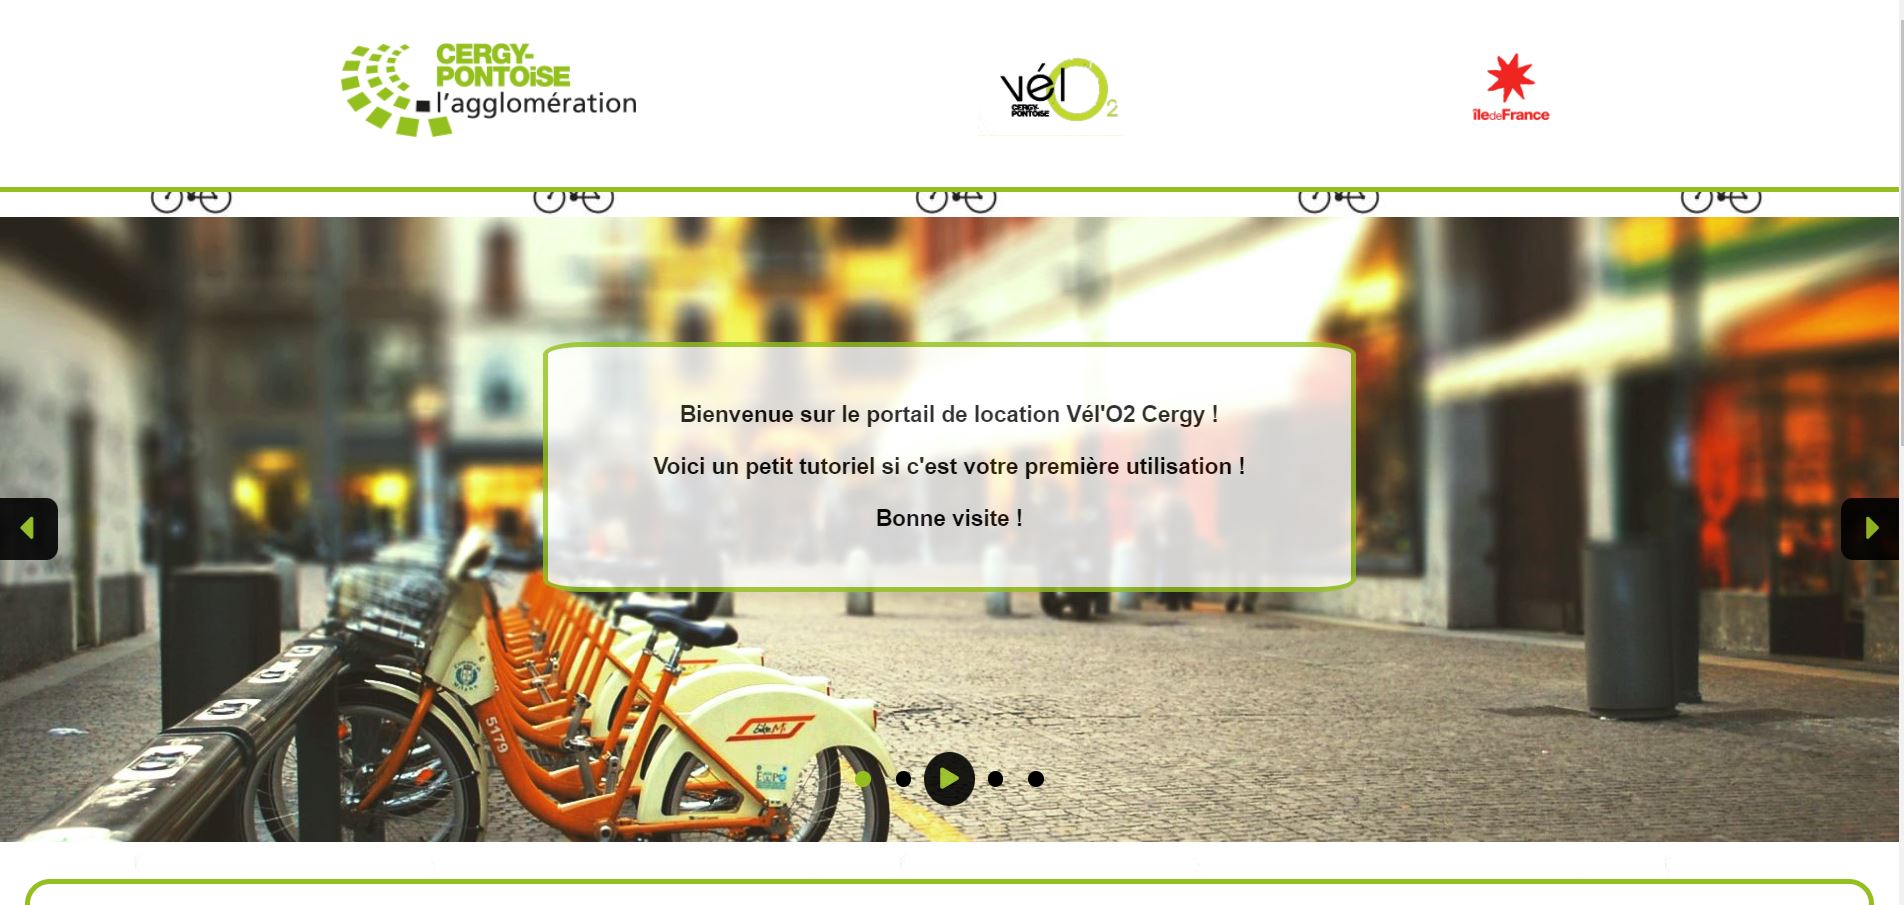 CERGY-
PONTOiSE
l'agglomération
vélO2
CERGY-
PONTOISE
îledeFrance
Bienvenue sur le portail de location Vél'O2 Cergy !
Voici un petit tutoriel si c'est votre première utilisation !
Bonne visite !
5179
BikeMi